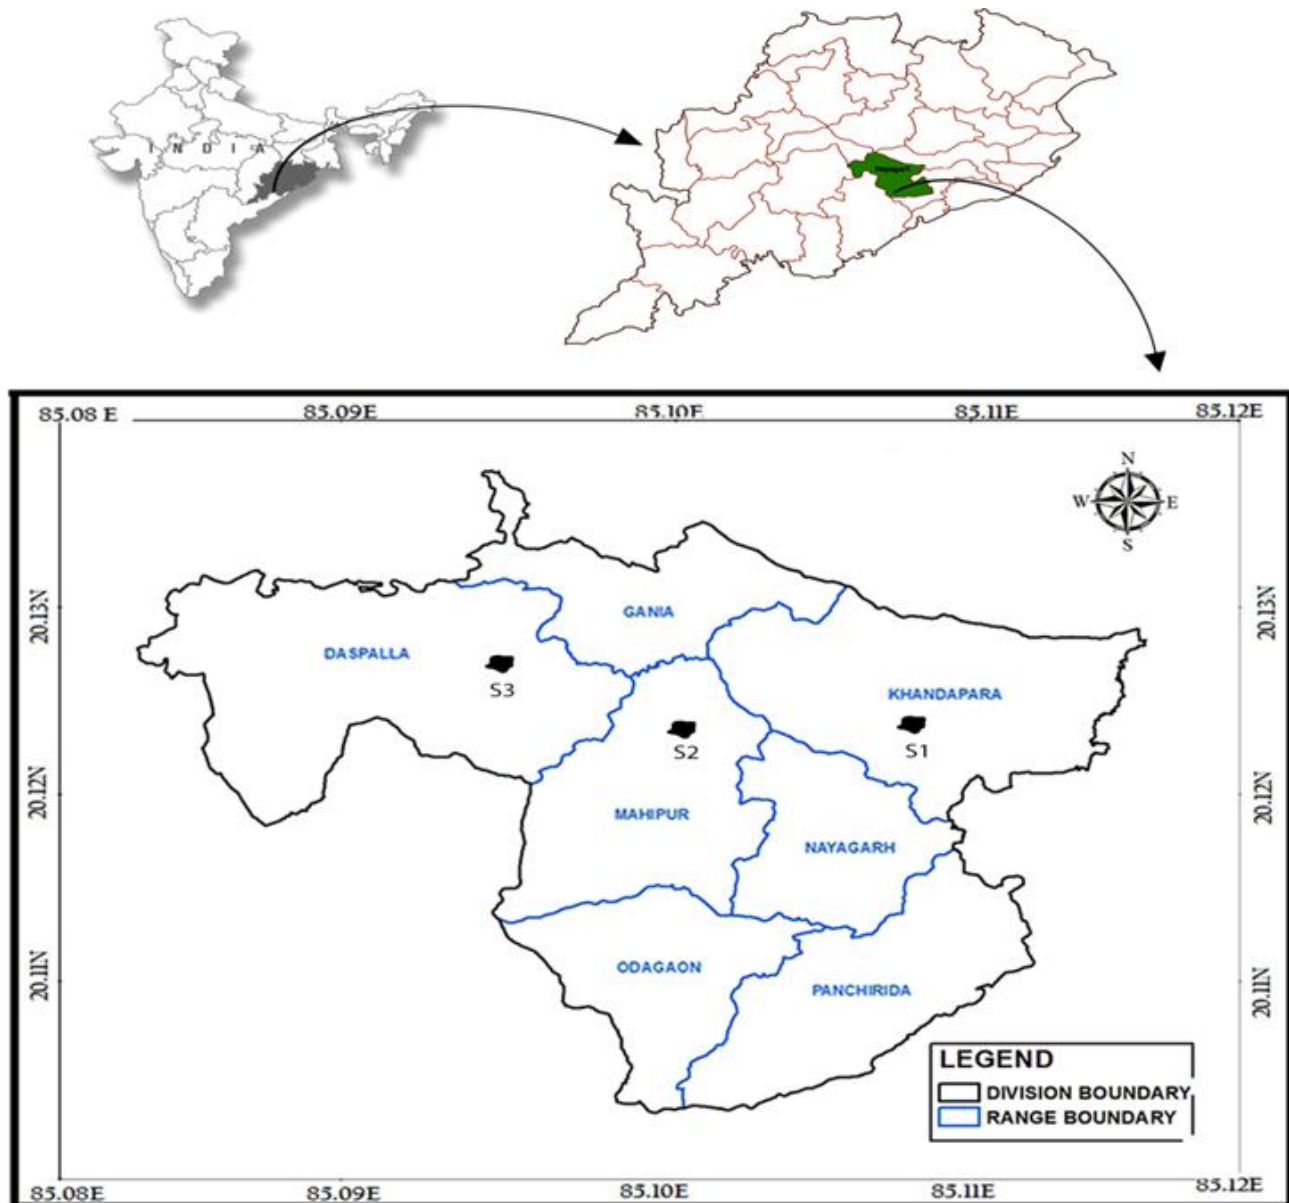 INDIA
85.08 E 85.09E 85.10E 85.11E 85.12E
N
W E
S
20.13N 20.13N
GANIA
DASPALLA
S3
KHANDAPARA
S2 S1
20.12N 20.12N
MAHIPUR
NAYAGARH
20.11N 20.11N
ODAGAON
PANCHIRIDA
LEGEND
DIVISION BOUNDARY
RANGE BOUNDARY
85.08E 85.09E 85.10E 85.11E 85.12E